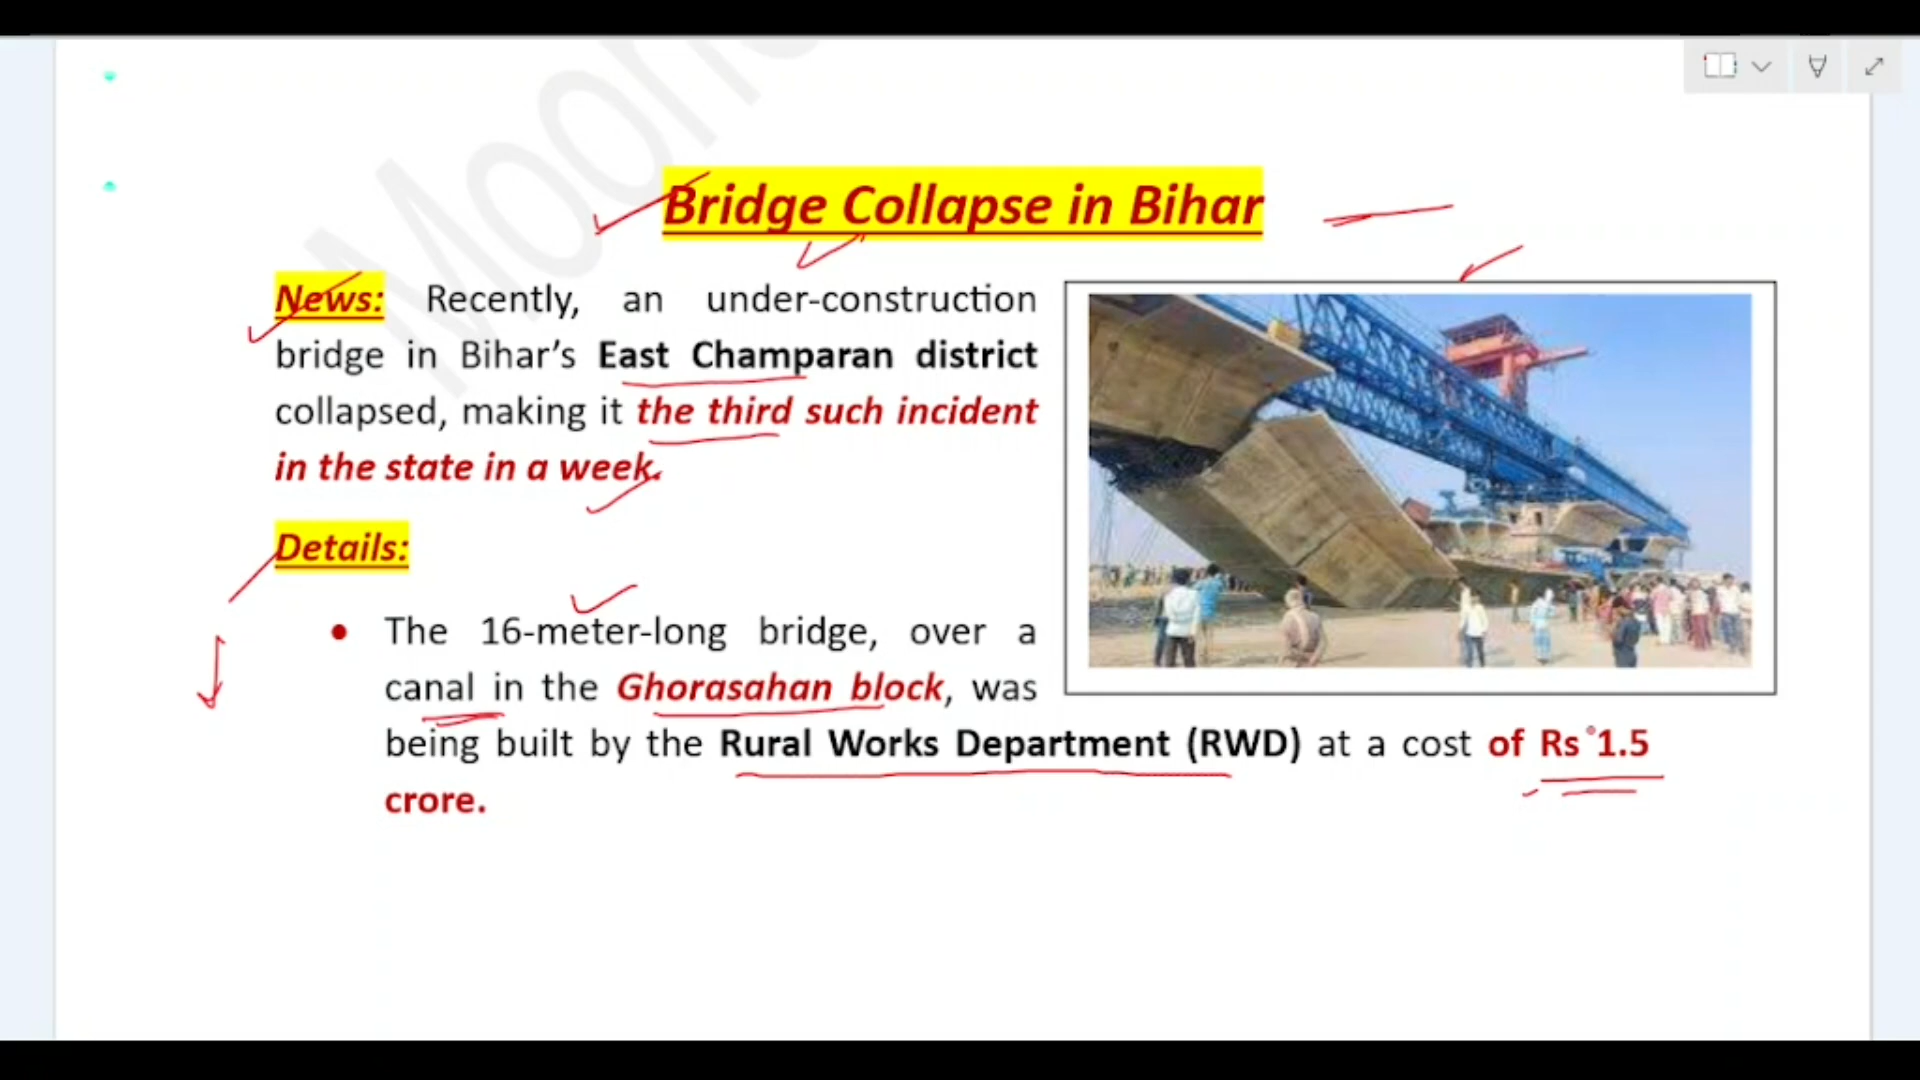 Bridge Collapse in Bihar
News: Recently, an under-construction
bridge in Bihar’s East Champaran district
collapsed, making it the third such incident
in the state in a week.
Details:
• The 16-meter-long bridge, over a
canal in the Ghorasahan block, was
being built by the Rural Works Department (RWD) at a cost of Rs 1.5
crore.